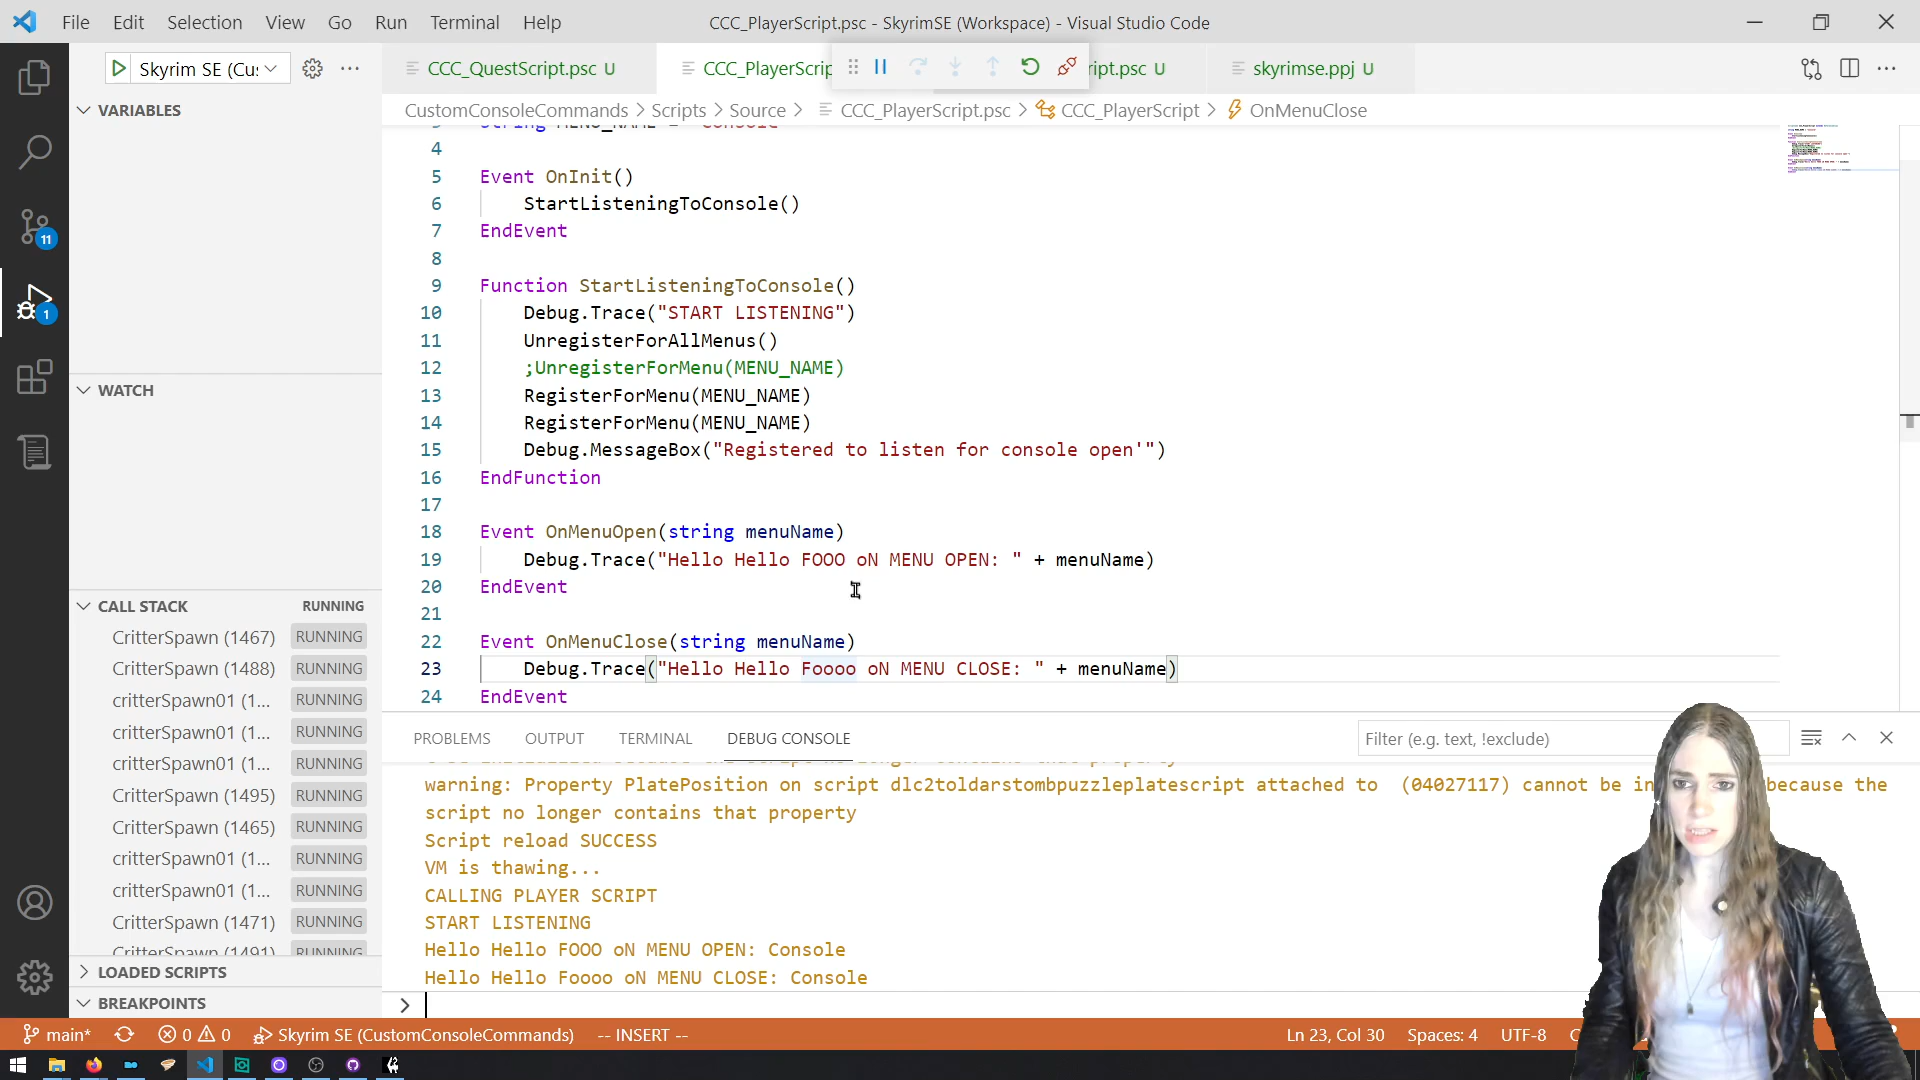 File Edit Selection View Go Run Terminal Help
CCC_PlayerScript.psc - SkyrimSE (Workspace) - Visual Studio Code
Skyrim SE (Cu:
CCC_QuestScript.psc U
CCC_PlayerScrip
ript.psc U
skyrimse.ppj U
VARIABLES
CustomConsoleCommands > Scripts > Source > CCC_PlayerScript.psc > CCC_PlayerScript > OnMenuClose
String MENU_NAME = "Console"
4
5 Event OnInit()
6 StartListeningToConsole()
7 EndEvent
8
9 Function StartListeningToConsole()
10 Debug.Trace("START LISTENING")
11 UnregisterForAllMenus()
12 ;UnregisterForMenu(MENU_NAME)
13 RegisterForMenu(MENU_NAME)
14 RegisterForMenu(MENU_NAME)
15 Debug.MessageBox("Registered to listen for console open'")
16 EndFunction
17
18 Event OnMenuOpen(string menuName)
19 Debug.Trace("Hello Hello FOOO oN MENU OPEN: " + menuName)
20 EndEvent
21
22 Event OnMenuClose(string menuName)
23 Debug.Trace("Hello Hello Foooo oN MENU CLOSE: " + menuName)
24 EndEvent
11
1
WATCH
CALL STACK RUNNING
CritterSpawn (1467) RUNNING
CritterSpawn (1488) RUNNING
critterSpawn01 (1... RUNNING
critterSpawn01 (1... RUNNING
critterSpawn01 (1... RUNNING
CritterSpawn (1495) RUNNING
CritterSpawn (1465) RUNNING
critterSpawn01 (1... RUNNING
critterSpawn01 (1... RUNNING
CritterSpawn (1471) RUNNING
CritterSpawn (1491) RUNNING
LOADED SCRIPTS
BREAKPOINTS
PROBLEMS OUTPUT TERMINAL DEBUG CONSOLE
Filter (e.g. text, !exclude)
warning: Property PlatePosition on script dlc2toldarstombpuzzleplatescript attached to (04027117) cannot be in because the
script no longer contains that property
Script reload SUCCESS
VM is thawing...
CALLING PLAYER SCRIPT
START LISTENING
Hello Hello FOOO oN MENU OPEN: Console
Hello Hello Foooo oN MENU CLOSE: Console
>
main* 0 0 Skyrim SE (CustomConsoleCommands) -- INSERT -- Ln 23, Col 30 Spaces: 4 UTF-8